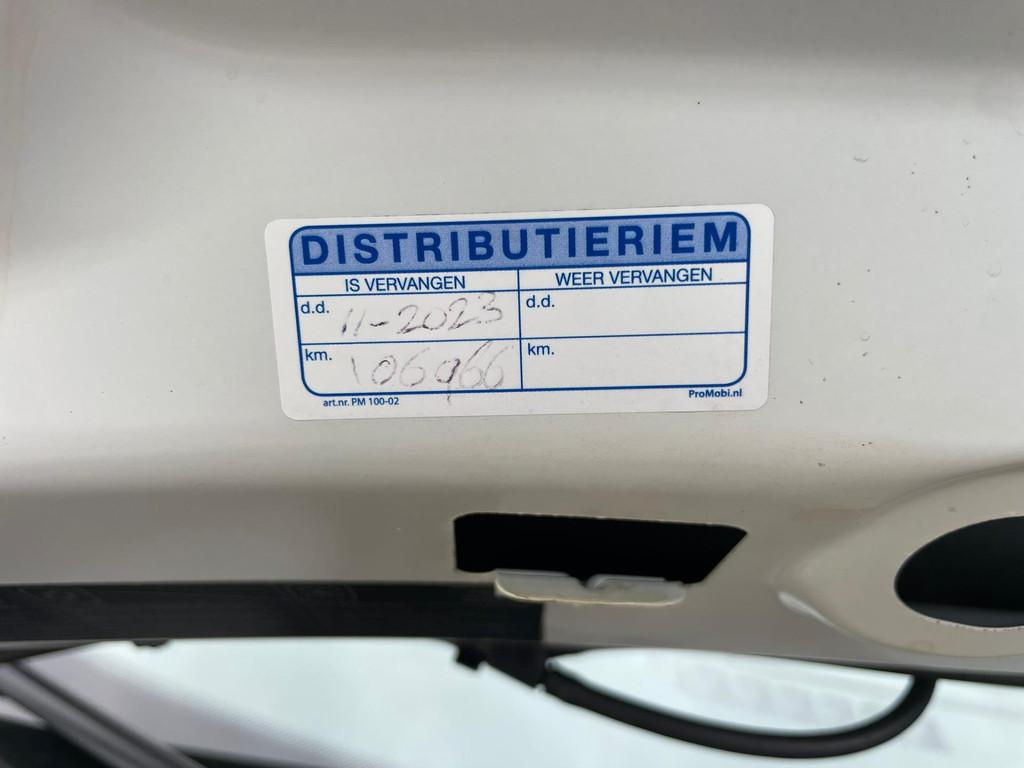 DISTRIBUTIERIEM
IS VERVANGEN
WEER VERVANGEN
d.d. 11-2023
d.d.
km. 106966
km.
art.nr. PM 100-02
ProMobi.nl